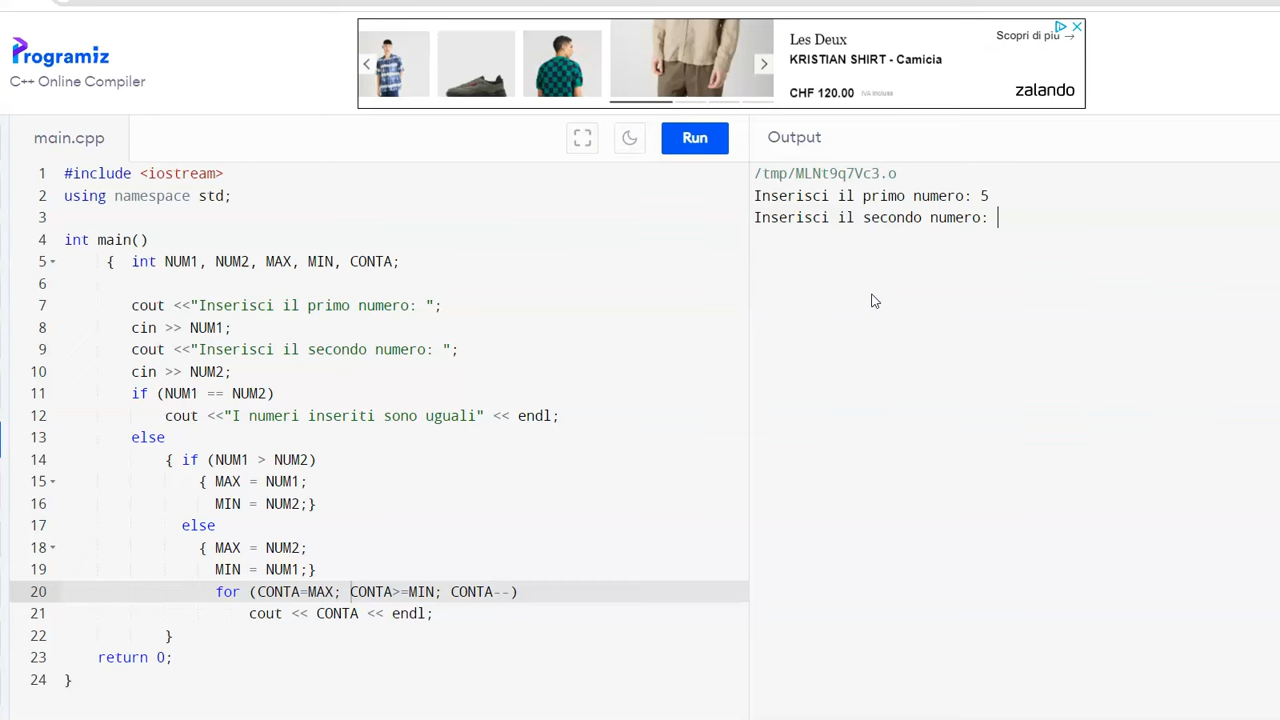 Programiz
C++ Online Compiler
Les Deux
Scopri di più →
KRISTIAN SHIRT - Camicia
CHF 120.00 IVA inclusa
zalando
main.cpp
Run
Output
1 #include <iostream>
2 using namespace std;
3
4 int main()
5 { int NUM1, NUM2, MAX, MIN, CONTA;
6
7 cout <<"Inserisci il primo numero: ";
8 cin >> NUM1;
9 cout <<"Inserisci il secondo numero: ";
10 cin >> NUM2;
11 if (NUM1 == NUM2)
12 cout <<"I numeri inseriti sono uguali" << endl;
13 else
14 { if (NUM1 > NUM2)
15 { MAX = NUM1;
16 MIN = NUM2;}
17 else
18 { MAX = NUM2;
19 MIN = NUM1;}
20 for (CONTA=MAX; CONTA>=MIN; CONTA--)
21 cout << CONTA << endl;
22 }
23 return 0;
24 }
/tmp/MLNt9q7Vc3.o
Inserisci il primo numero: 5
Inserisci il secondo numero: